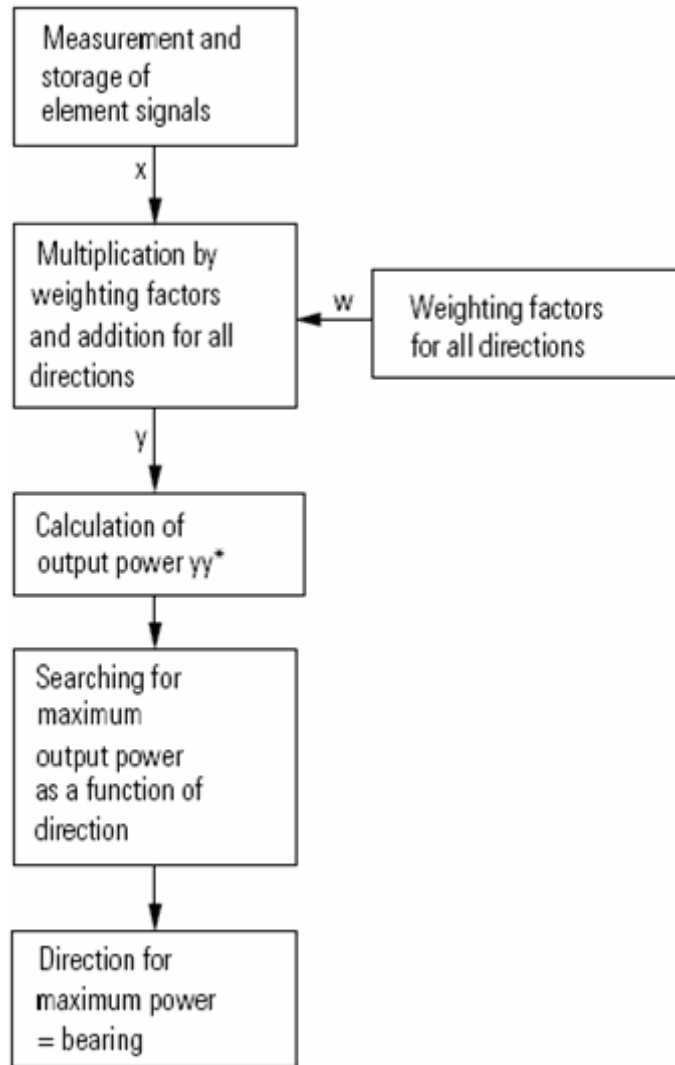 Measurement and
storage of
element signals
x
Multiplication by
weighting factors
and addition for all
directions
w
Weighting factors
for all directions
y
Calculation of
output power yy*
Searching for
maximum
output power
as a function of
direction
Direction for
maximum power
= bearing